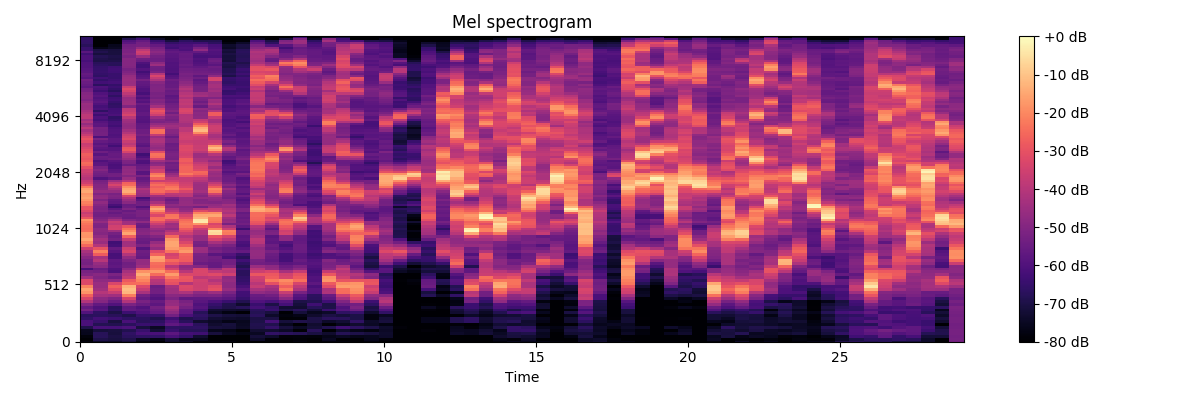 Mel spectrogram
8192
4096
2048
1024
512
0
Hz
0 5 10 15 20 25
Time
+0 dB
-10 dB
-20 dB
-30 dB
-40 dB
-50 dB
-60 dB
-70 dB
-80 dB